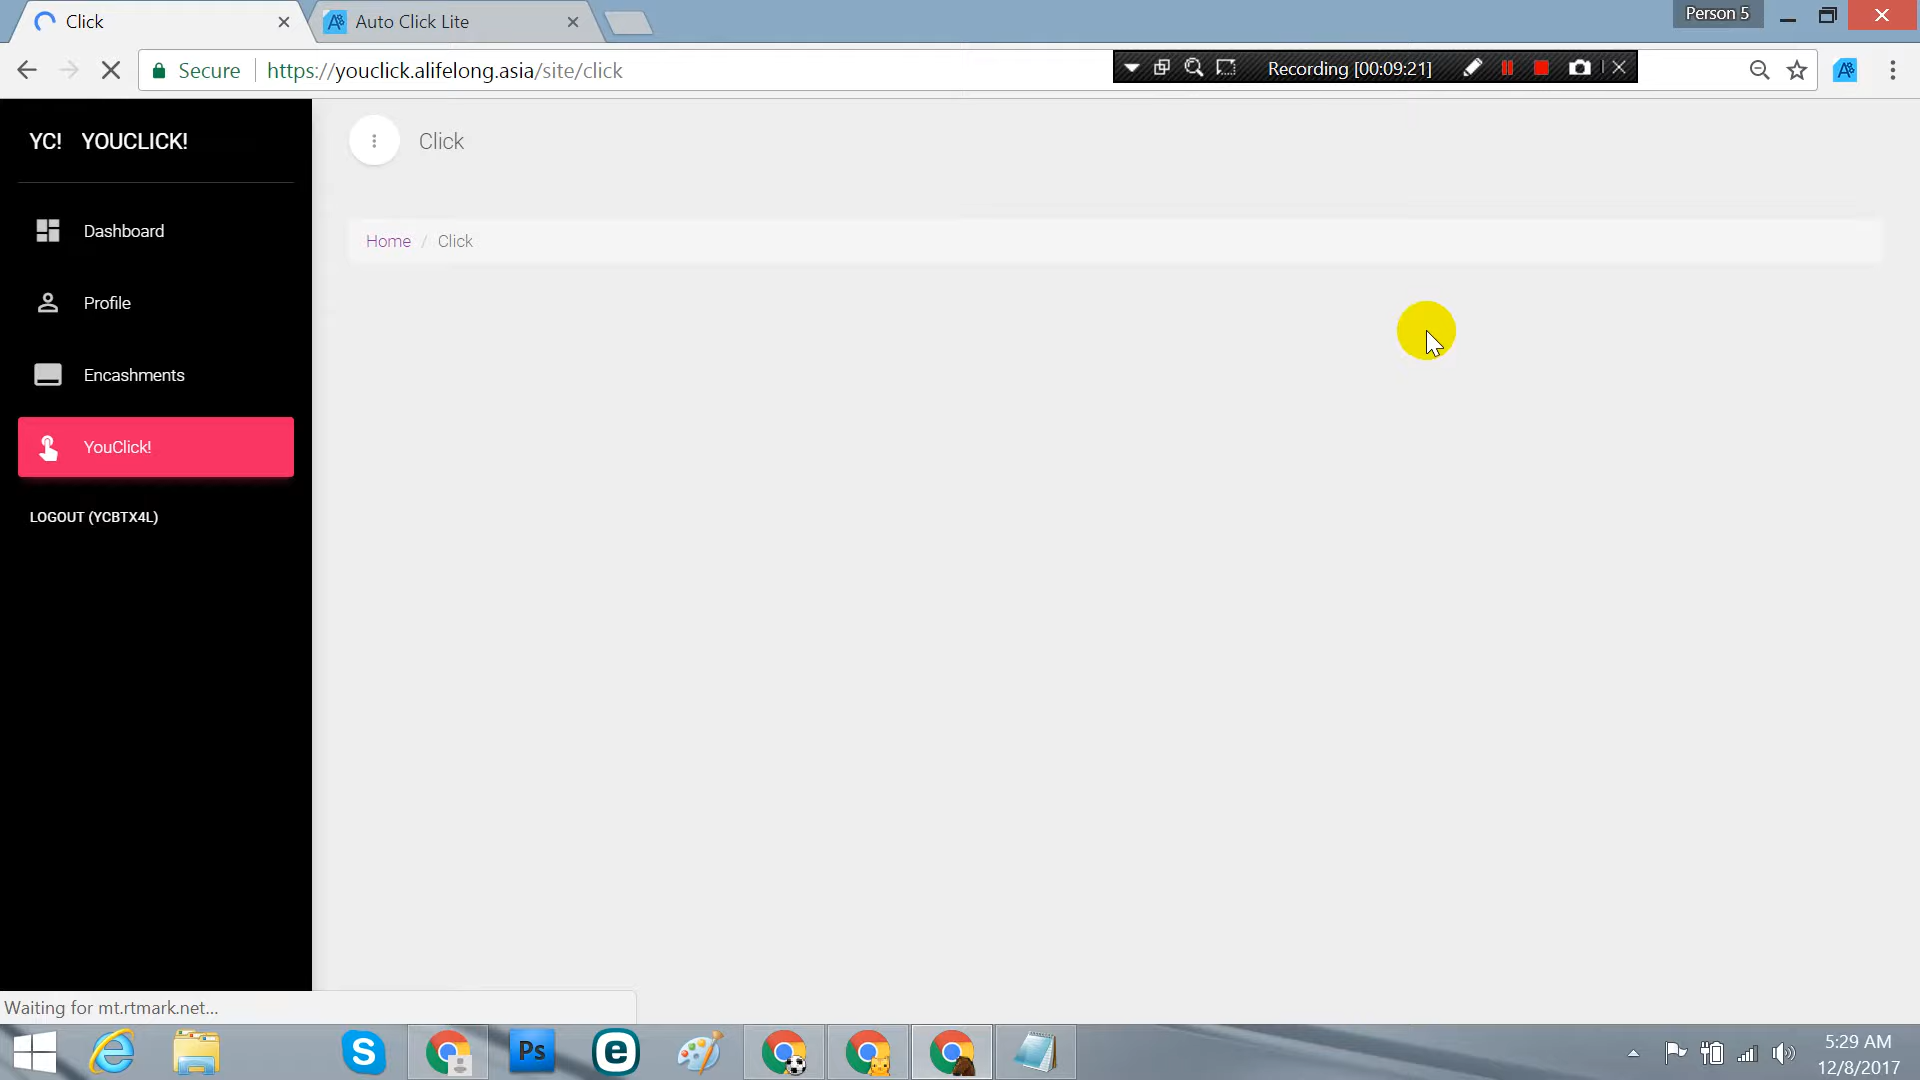 Click
Auto Click Lite
Person 5
Secure
https://youclick.alifelong.asia/site/click
Recording [00:09:21]
YC! YOUCLICK!
Click
Dashboard
Home / Click
Profile
Encashments
YouClick!
LOGOUT (YCBTX4L)
Waiting for mt.rtmark.net...
Ps
5:29 AM
12/8/2017